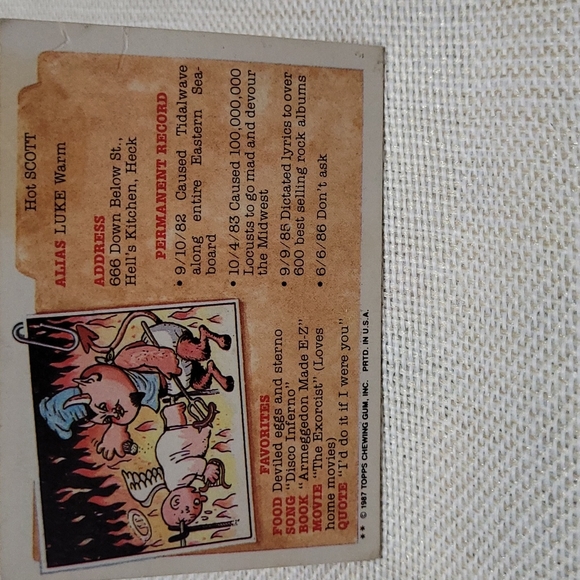 Hot SCOTT
ALIAS LUKE Warm
ADDRESS
666 Down Below St.,
Hell's Kitchen, Heck
PERMANENT RECORD
• 9/10/82 Caused Tidalwave
along entire Eastern Sea-
board
• 10/4/83 Caused 100,000,000
Locusts to go mad and devour
the Midwest
• 9/9/85 Dictated lyrics to over
600 best selling rock albums
• 6/6/86 Don't ask
FAVORITES
FOOD Deviled eggs and sterno
SONG "Disco Inferno"
BOOK "Armeggedon Made E-Z"
MOVIE "The Exorcist" (Loves
home movies)
QUOTE "I'd do it if I were you"
** © 1987 TOPPS CHEWING GUM, INC. PRTD. IN U.S.A.